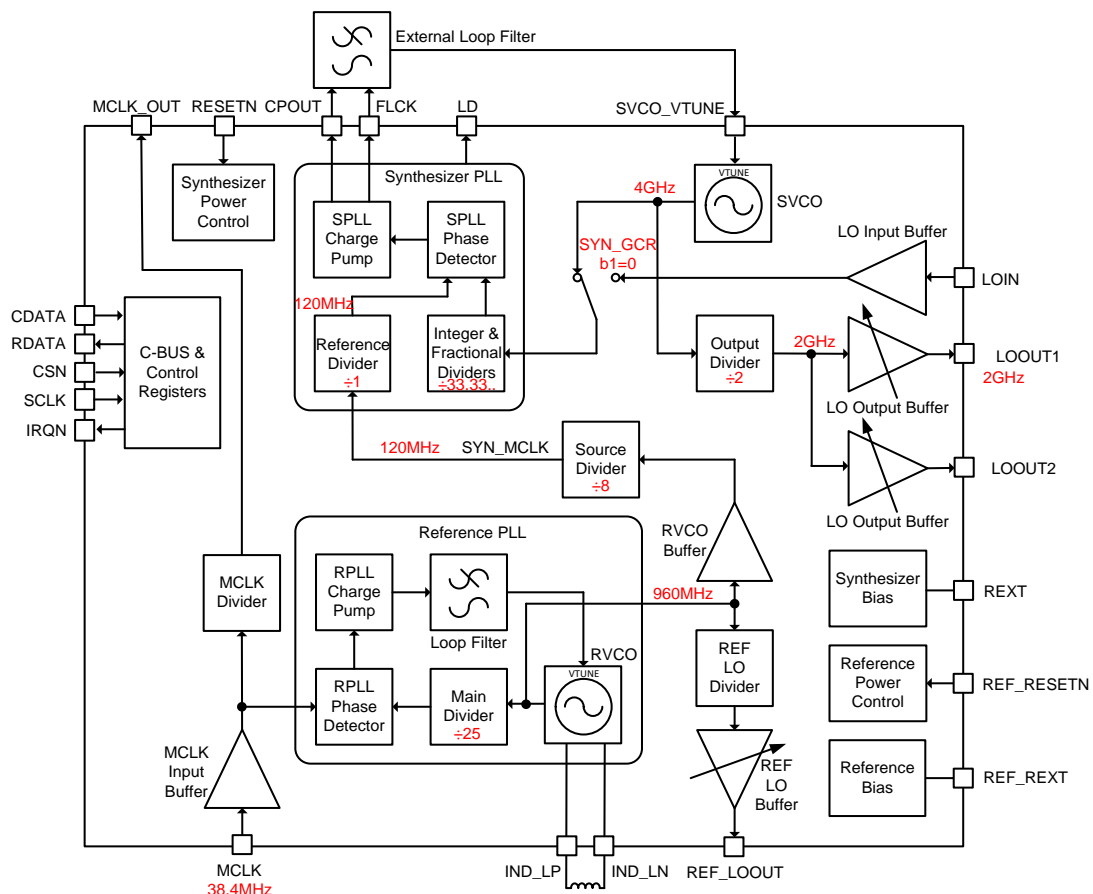 External Loop Filter
MCLK_OUT
RESETN
CPOUT
FLCK
LD
SVCO_VTUNE
Synthesizer
Power
Control
Synthesizer PLL
SPLL
Charge
Pump
SPLL
Phase
Detector
4GHz
VTUNE
SVCO
SYN_GCR
b1=0
LO Input Buffer
LOIN
120MHz
Reference
Divider
÷1
Integer &
Fractional
Dividers
÷33.33..
Output
Divider
÷2
2GHz
LOOUT1
2GHz
LO Output Buffer
LOOUT2
LO Output Buffer
CDATA
RDATA
CSN
SCLK
IRQN
C-BUS &
Control
Registers
120MHz
SYN_MCLK
Source
Divider
÷8
RVCO
Buffer
Reference PLL
MCLK
Divider
RPLL
Charge
Pump
Loop Filter
960MHz
RVCO
VTUNE
RPLL
Phase
Detector
Main
Divider
÷25
REF
LO
Divider
REF
LO
Buffer
Synthesizer
Bias
REXT
Reference
Power
Control
REF_RESETN
Reference
Bias
REF_REXT
MCLK
Input
Buffer
MCLK
38.4MHz
IND_LP
IND_LN
REF_LOOUT